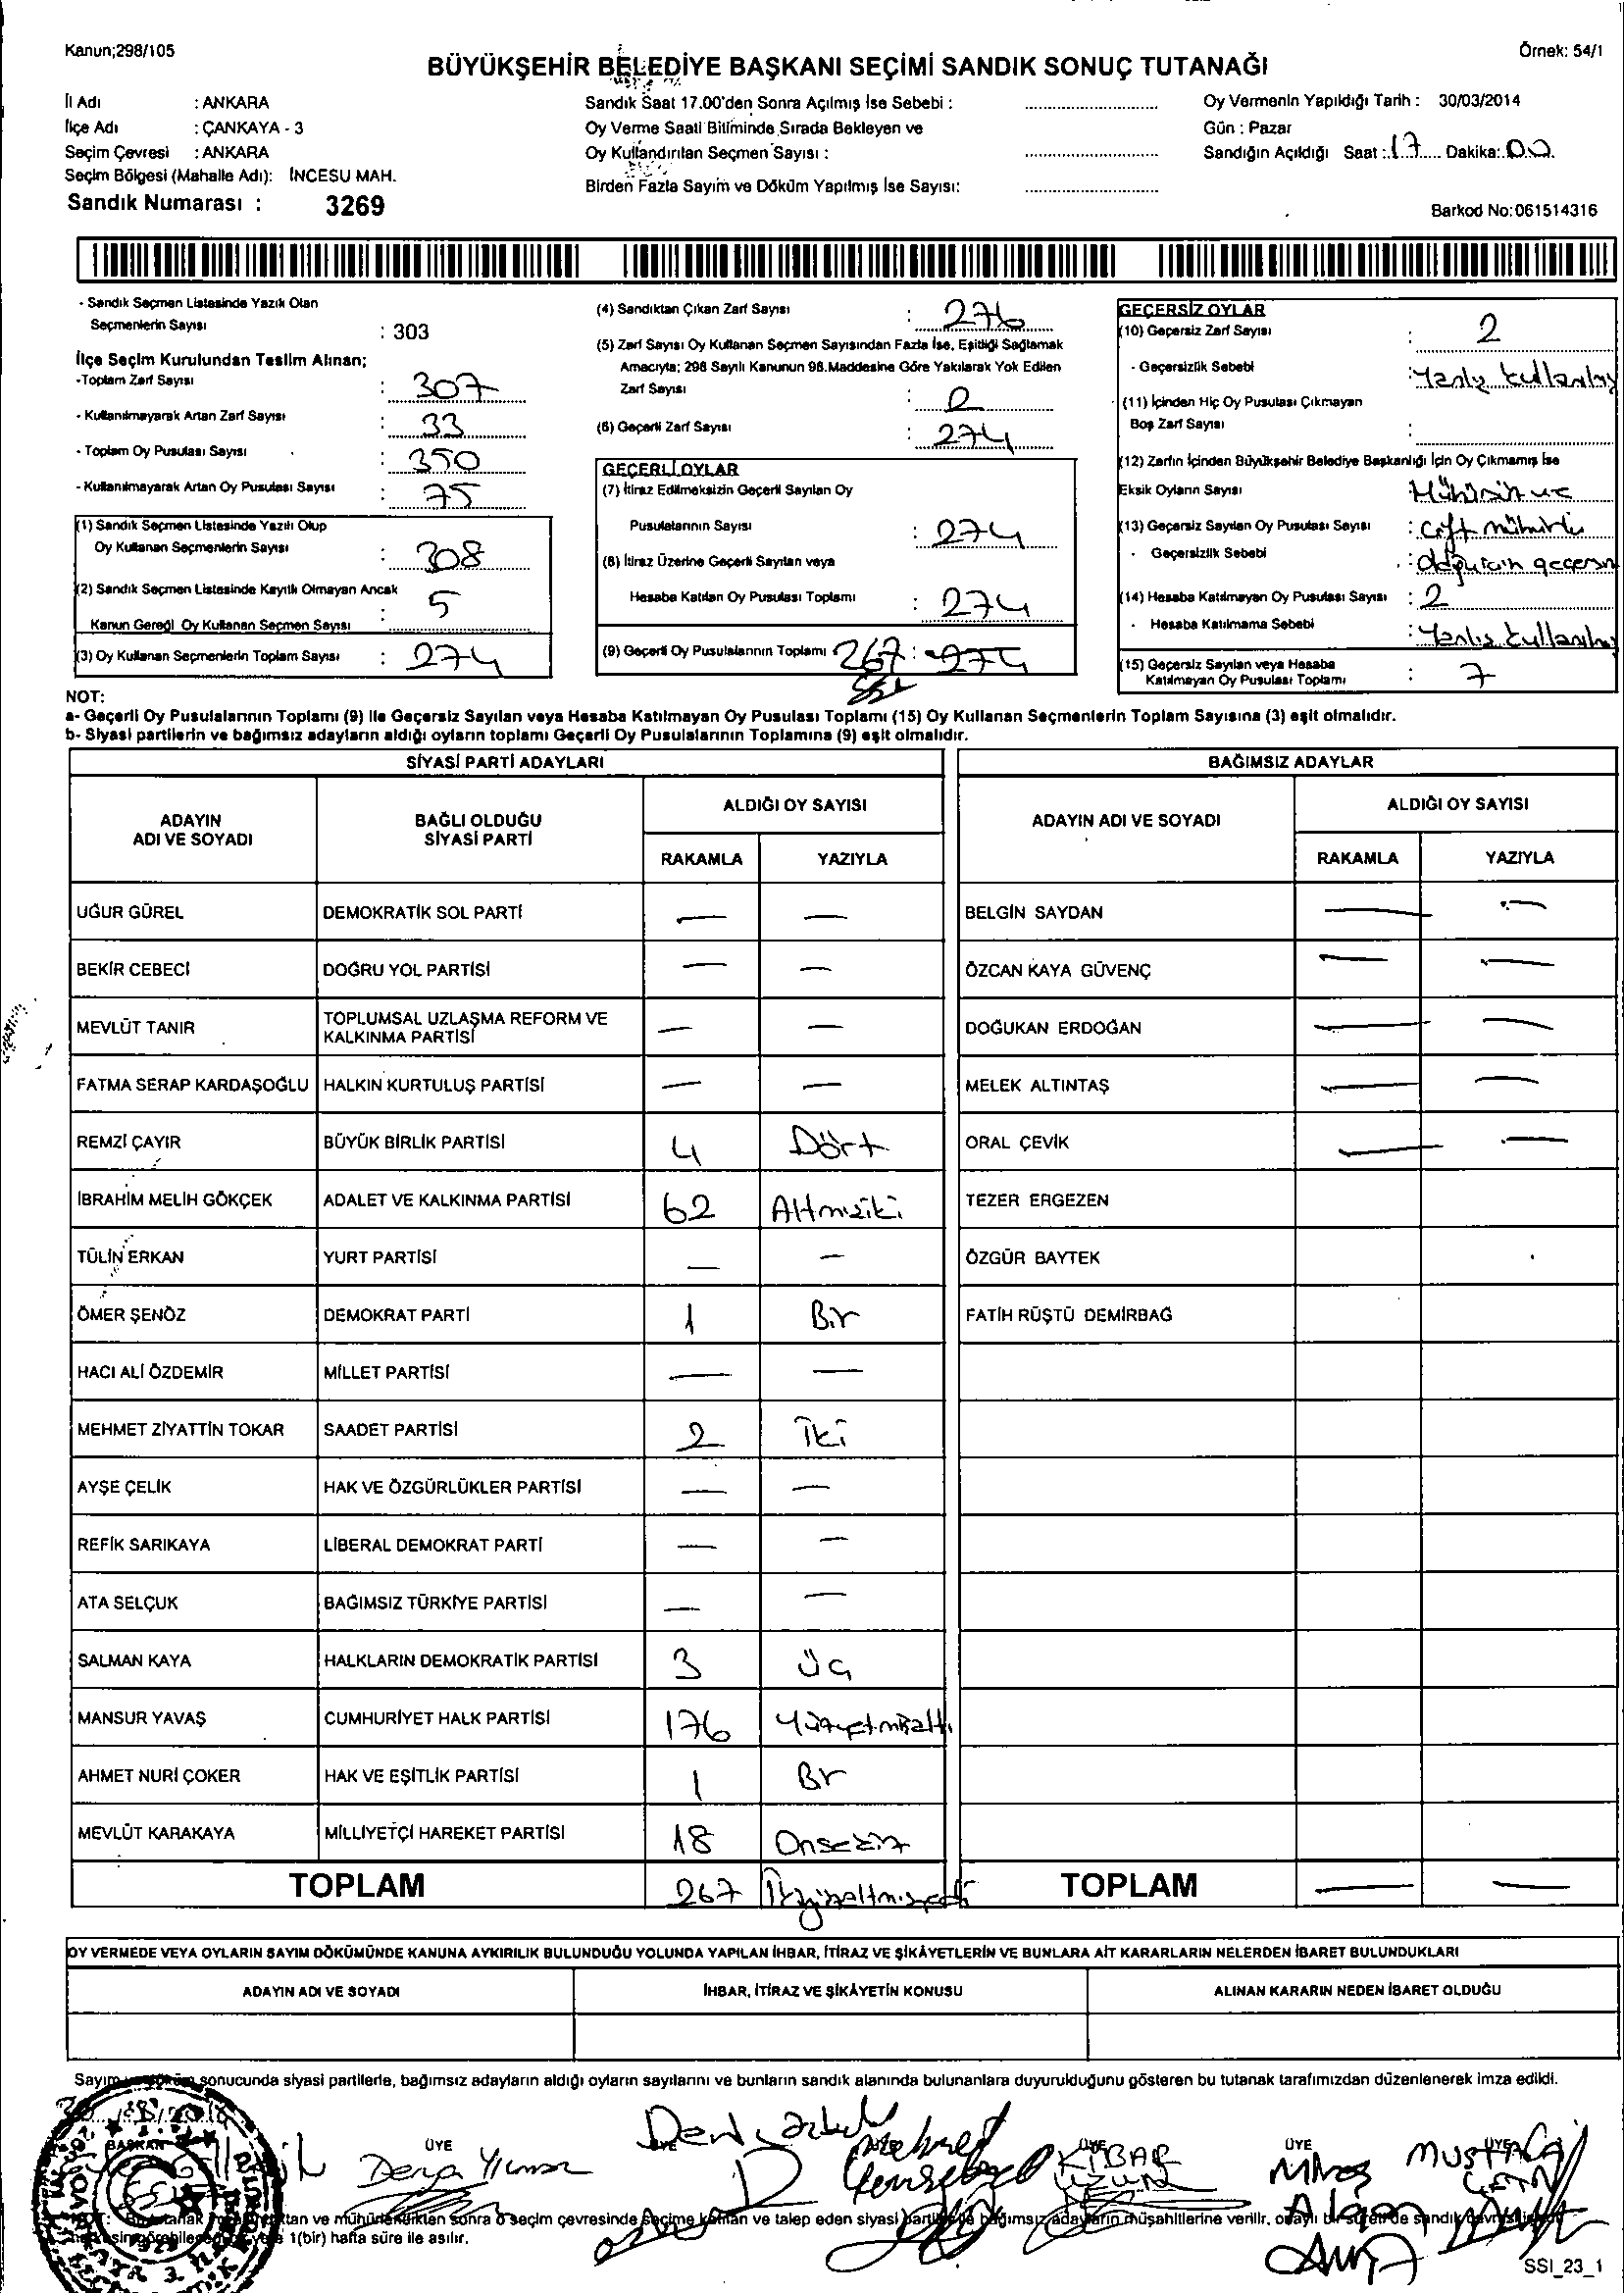 Kanun;298/105
Örnek: 54/1
BÜYÜKŞEHİR BELEDİYE BAŞKANI SEÇİMİ SANDIK SONUÇ TUTANAĞI
İl Adı : ANKARA
İlçe Adı : ÇANKAYA - 3
Seçim Çevresi : ANKARA
Seçim Bölgesi (Mahalle Adı): İNCESU MAH.
Sandık Numarası : 3269
Sandık Saat 17.00'den Sonra Açılmış İse Sebebi :
Oy Verme Saati Bitiminde Sırada Bekleyen ve
Oy Kullandırılan Seçmen Sayısı :
Birden Fazla Sayım ve Döküm Yapılmış İse Sayısı:
Oy Vermenin Yapıldığı Tarih : 30/03/2014
Gün : Pazar
Sandığın Açıldığı Saat : 17 Dakika: 00
Barkod No:061514316
- Sandık Seçmen Listesinde Yazılı Olan
Seçmenlerin Sayısı : 303
İlçe Seçim Kurulundan Teslim Alınan;
-Toplam Zarf Sayısı : 307
- Kullanılmayarak Artan Zarf Sayısı : 33
- Toplam Oy Pusulası Sayısı : 350
- Kullanılmayarak Artan Oy Pusulası Sayısı : 75
(1) Sandık Seçmen Listesinde Yazılı Olup
Oy Kullanan Seçmenlerin Sayısı : 308
(2) Sandık Seçmen Listesinde Kayıtlı Olmayan Ancak
Kanun Gereği Oy Kullanan Seçmen Sayısı : 5
(3) Oy Kullanan Seçmenlerin Toplam Sayısı : 274
(4) Sandıktan Çıkan Zarf Sayısı : 276
(5) Zarf Sayısı Oy Kullanan Seçmen Sayısından Fazla İse, Eşitliği Sağlamak
Amacıyla; 298 Sayılı Kanunun 98.Maddesine Göre Yakılarak Yok Edilen
Zarf Sayısı : 2
(6) Geçerli Zarf Sayısı : 274
GEÇERLİ OYLAR
(7) İtiraz Edilmeksizin Geçerli Sayılan Oy
Pusulalarının Sayısı : 274
(8) İtiraz Üzerine Geçerli Sayılan veya
Hesaba Katılan Oy Pusulası Toplamı : 274
(9) Geçerli Oy Pusulalarının Toplamı 267 : 274
GEÇERSİZ OYLAR
(10) Geçersiz Zarf Sayısı : 2
- Geçersizlik Sebebi : Yanlış
(11) İçinden Hiç Oy Pusulası Çıkmayan
Boş Zarf Sayısı :
(12) Zarfın İçinden Büyükşehir Belediye Başkanlığı İçin Oy Çıkmamış İse
Eksik Oyların Sayısı
(13) Geçersiz Sayılan Oy Pusulası Sayısı : çift mühürlü
- Geçersizlik Sebebi :
(14) Hesaba Katılmayan Oy Pusulası Sayısı : 2
- Hesaba Katılmama Sebebi : Yanlış
(15) Geçersiz Sayılan veya Hesaba
Katılmayan Oy Pusulası Toplamı : 7
NOT:
a- Geçerli Oy Pusulalarının Toplamı (9) ile Geçersiz Sayılan veya Hesaba Katılmayan Oy Pusulası Toplamı (15) Oy Kullanan Seçmenlerin Toplam Sayısına (3) eşit olmalıdır.
b- Siyasi partilerin ve bağımsız adayların aldığı oyların toplamı Geçerli Oy Pusulalarının Toplamına (9) eşit olmalıdır.
SİYASİ PARTİ ADAYLARI
ADAYIN ADI VE SOYADI
BAĞLI OLDUĞU SİYASİ PARTİ
ALDIĞI OY SAYISI
RAKAMLA YAZIYLA
UĞUR GÜREL DEMOKRATİK SOL PARTİ — —
BEKİR CEBECİ DOĞRU YOL PARTİSİ — —
MEVLÜT TANIR TOPLUMSAL UZLAŞMA REFORM VE KALKINMA PARTİSİ — —
FATMA SERAP KARDAŞOĞLU HALKIN KURTULUŞ PARTİSİ — —
REMZİ ÇAYIR BÜYÜK BİRLİK PARTİSİ 4 Dört
İBRAHİM MELİH GÖKÇEK ADALET VE KALKINMA PARTİSİ 62 Altmışiki
TÜLİN ERKAN YURT PARTİSİ — —
ÖMER ŞENÖZ DEMOKRAT PARTİ 1 Bir
HACI ALİ ÖZDEMİR MİLLET PARTİSİ — —
MEHMET ZİYATTİN TOKAR SAADET PARTİSİ 2 İki
AYŞE ÇELİK HAK VE ÖZGÜRLÜKLER PARTİSİ — —
REFİK SARIKAYA LİBERAL DEMOKRAT PARTİ — —
ATA SELÇUK BAĞIMSIZ TÜRKİYE PARTİSİ — —
SALMAN KAYA HALKLARIN DEMOKRATİK PARTİSİ 3 Üç
MANSUR YAVAŞ CUMHURİYET HALK PARTİSİ 176 Yüzyetmişaltı
AHMET NURİ ÇOKER HAK VE EŞİTLİK PARTİSİ 1 Bir
MEVLÜT KARAKAYA MİLLİYETÇİ HAREKET PARTİSİ 18 Onsekiz
TOPLAM 267 İkiyüzaltmışyedi
BAĞIMSIZ ADAYLAR
ADAYIN ADI VE SOYADI
ALDIĞI OY SAYISI
RAKAMLA YAZIYLA
BELGİN SAYDAN — —
ÖZCAN KAYA GÜVENÇ — —
DOĞUKAN ERDOĞAN — —
MELEK ALTINTAŞ — —
ORAL ÇEVİK — —
TEZER ERGEZEN
ÖZGÜR BAYTEK
FATİH RÜŞTÜ DEMİRBAĞ
TOPLAM — —
OY VERMEDE VEYA OYLARIN SAYIM DÖKÜMÜNDE KANUNA AYKIRILIK BULUNDUĞU YOLUNDA YAPILAN İHBAR, İTİRAZ VE ŞİKÂYETLERİN VE BUNLARA AİT KARARLARIN NELERDEN İBARET BULUNDUKLARI
ADAYIN ADI VE SOYADI
İHBAR, İTİRAZ VE ŞİKÂYETİN KONUSU
ALINAN KARARIN NEDEN İBARET OLDUĞU
Sayım sonucunda siyasi partilerle, bağımsız adayların aldığı oyların sayılarını ve bunların sandık alanında bulunanlara duyurulduğunu gösteren bu tutanak tarafımızdan düzenlenerek imza edildi.
BAŞKAN ÜYE ÜYE ÜYE ÜYE
Derya Yılmaz
Mehmet
KİBAR UZUN
MUSTAFA ÇETİN
ve mühürlendikten sonra o seçim çevresinde seçime katılan ve talep eden siyasi müşahitlerine verilir, onaylı bir sureti de sandık
1(bir) hafta süre ile asılır.
SSI_23_1